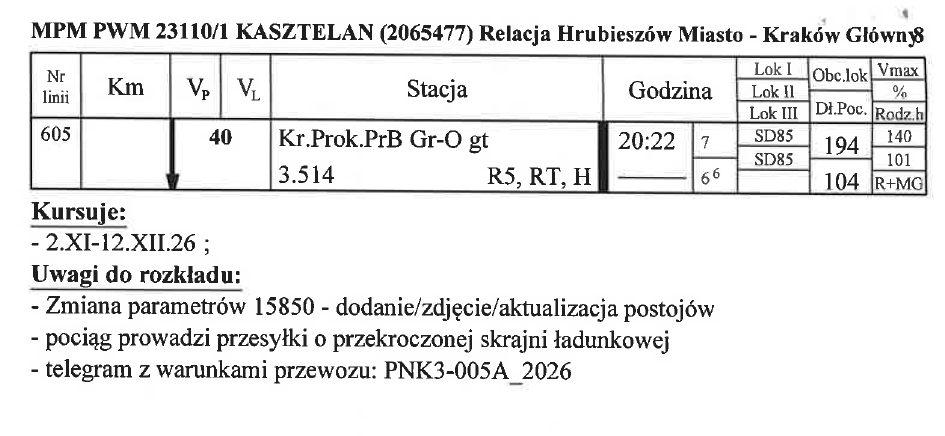 MPM PWM 23110/1 KASZTELAN (2065477) Relacja Hrubieszów Miasto - Kraków Główny 8
Nr linii Km VP VL Stacja Godzina Lok I Lok II Lok III Obc.lok Dł.Poc. Vmax % Rodz.h
605 40 Kr.Prok.PrB Gr-O gt 20:22 7 SD85 194 140
SD85 101
3.514 R5, RT, H 6 6 104 R+MG
Kursuje:
- 2.XI-12.XII.26 ;
Uwagi do rozkładu:
- Zmiana parametrów 15850 - dodanie/zdjęcie/aktualizacja postojów
- pociąg prowadzi przesyłki o przekroczonej skrajni ładunkowej
- telegram z warunkami przewozu: PNK3-005A_2026